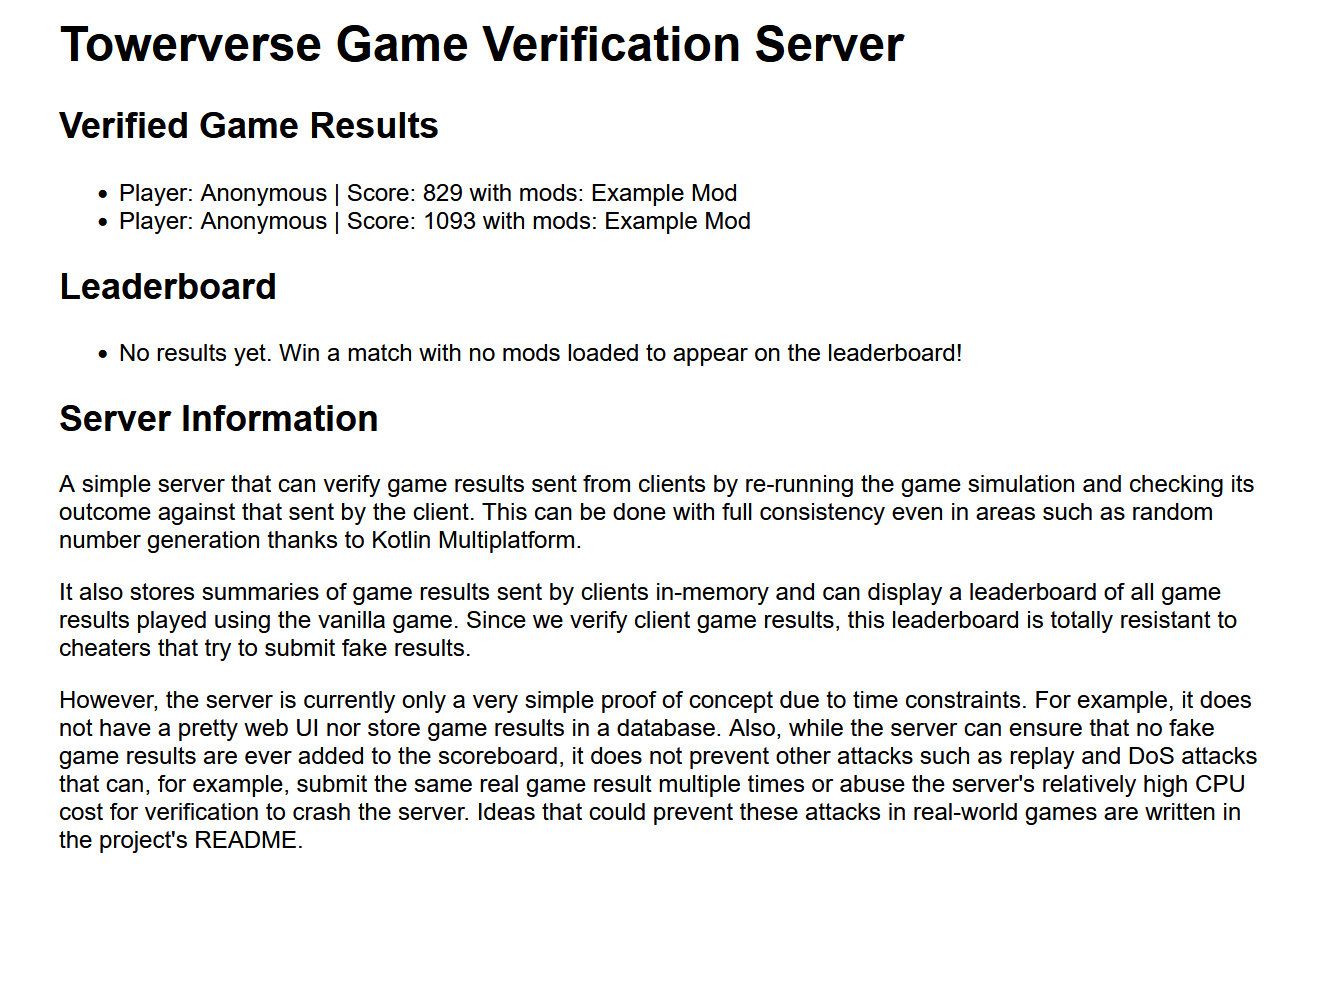 Towerverse Game Verification Server
Verified Game Results
• Player: Anonymous | Score: 829 with mods: Example Mod
• Player: Anonymous | Score: 1093 with mods: Example Mod
Leaderboard
• No results yet. Win a match with no mods loaded to appear on the leaderboard!
Server Information
A simple server that can verify game results sent from clients by re-running the game simulation and checking its
outcome against that sent by the client. This can be done with full consistency even in areas such as random
number generation thanks to Kotlin Multiplatform.
It also stores summaries of game results sent by clients in-memory and can display a leaderboard of all game
results played using the vanilla game. Since we verify client game results, this leaderboard is totally resistant to
cheaters that try to submit fake results.
However, the server is currently only a very simple proof of concept due to time constraints. For example, it does
not have a pretty web UI nor store game results in a database. Also, while the server can ensure that no fake
game results are ever added to the scoreboard, it does not prevent other attacks such as replay and DoS attacks
that can, for example, submit the same real game result multiple times or abuse the server's relatively high CPU
cost for verification to crash the server. Ideas that could prevent these attacks in real-world games are written in
the project's README.